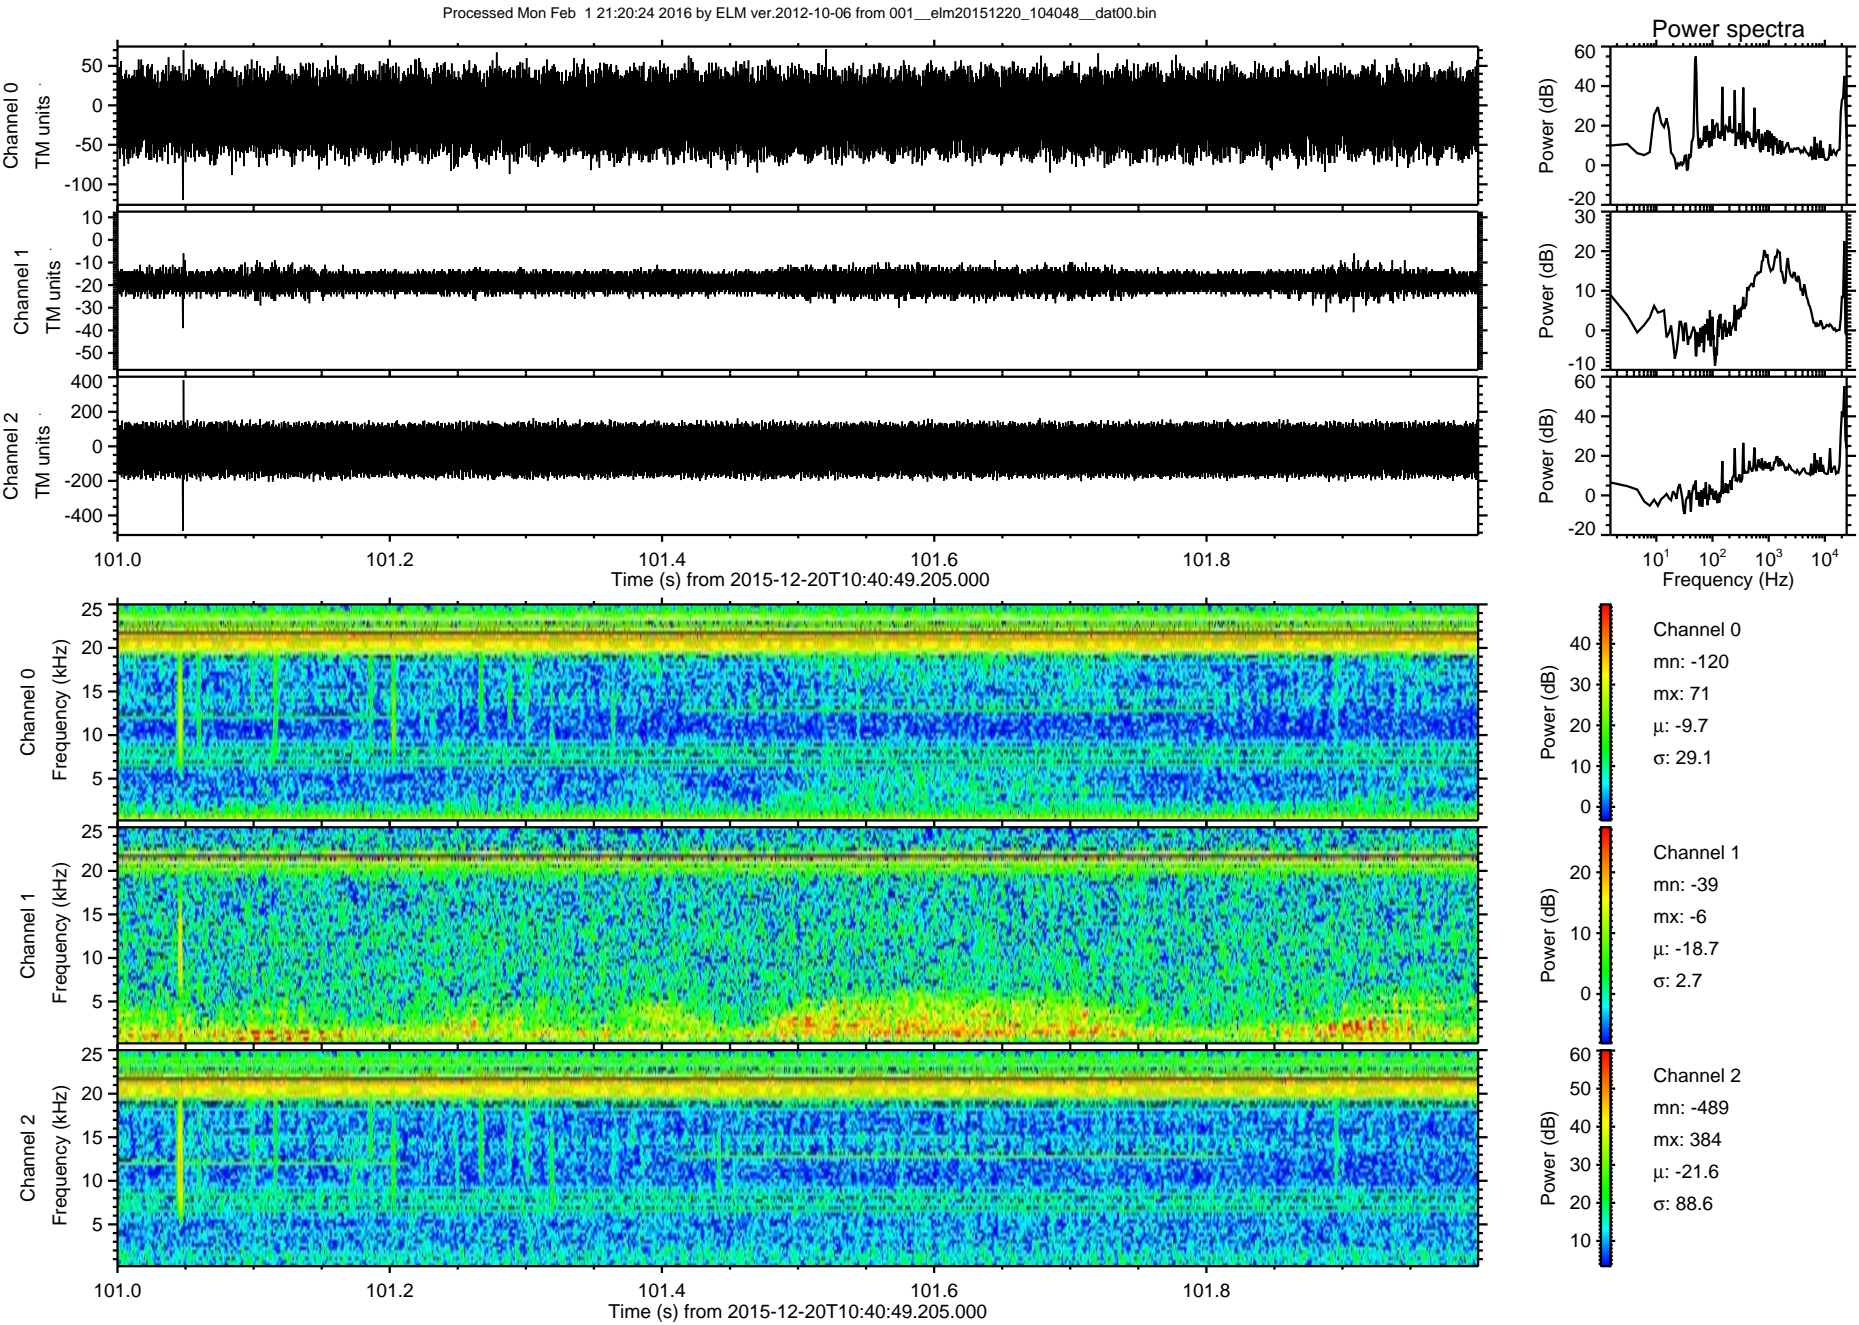 Processed Mon Feb  1 21:20:24 2016 by ELM ver.2012-10-06 from 001__elm20151220_104048__dat00.bin
Power spectra
Channel 0
TM units
50
0
-50
-100
Power (dB)
60
40
20
0
-20
Channel 1
TM units
10
0
-10
-20
-30
-40
-50
Power (dB)
30
20
10
0
-10
Channel 2
TM units
400
200
0
-200
-400
Power (dB)
60
40
20
0
-20
101.0 101.2 101.4 101.6 101.8
Time (s) from 2015-12-20T10:40:49.205.000
10^1 10^2 10^3 10^4
Frequency (Hz)
Channel 0
Frequency (kHz)
25
20
15
10
5
Power (dB)
40
30
20
10
0
Channel 0
mn: -120
mx: 71
μ: -9.7
σ: 29.1
Channel 1
Frequency (kHz)
25
20
15
10
5
Power (dB)
20
10
0
Channel 1
mn: -39
mx: -6
μ: -18.7
σ: 2.7
Channel 2
Frequency (kHz)
25
20
15
10
5
Power (dB)
60
50
40
30
20
10
Channel 2
mn: -489
mx: 384
μ: -21.6
σ: 88.6
101.0 101.2 101.4 101.6 101.8
Time (s) from 2015-12-20T10:40:49.205.000